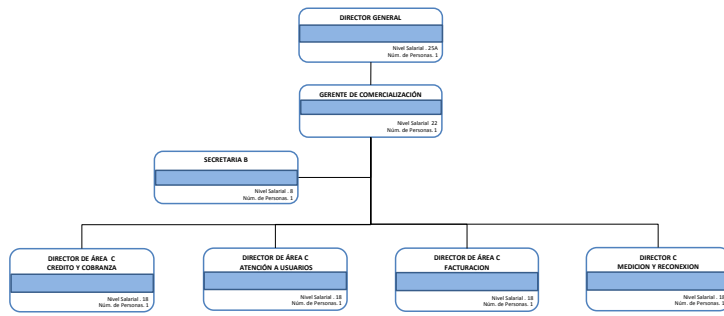 DIRECTOR GENERAL
Nivel Salarial . 25A
Núm. de Personas. 1
GERENTE DE COMERCIALIZACIÓN
Nivel Salarial  22
Núm. de Personas. 1
SECRETARIA B
Nivel Salarial . 8
Núm. de Personas. 1
DIRECTOR DE ÁREA  C
CREDITO Y COBRANZA
Nivel Salarial . 18
Núm. de Personas. 1
DIRECTOR DE ÁREA C
ATENCIÓN A USUARIOS
Nivel Salarial . 18
Núm. de Personas. 1
DIRECTOR DE ÁREA C
FACTURACION
Nivel Salarial . 18
Núm. de Personas. 1
DIRECTOR C
MEDICION Y RECONEXION
Nivel Salarial . 18
Núm. de Personas. 1